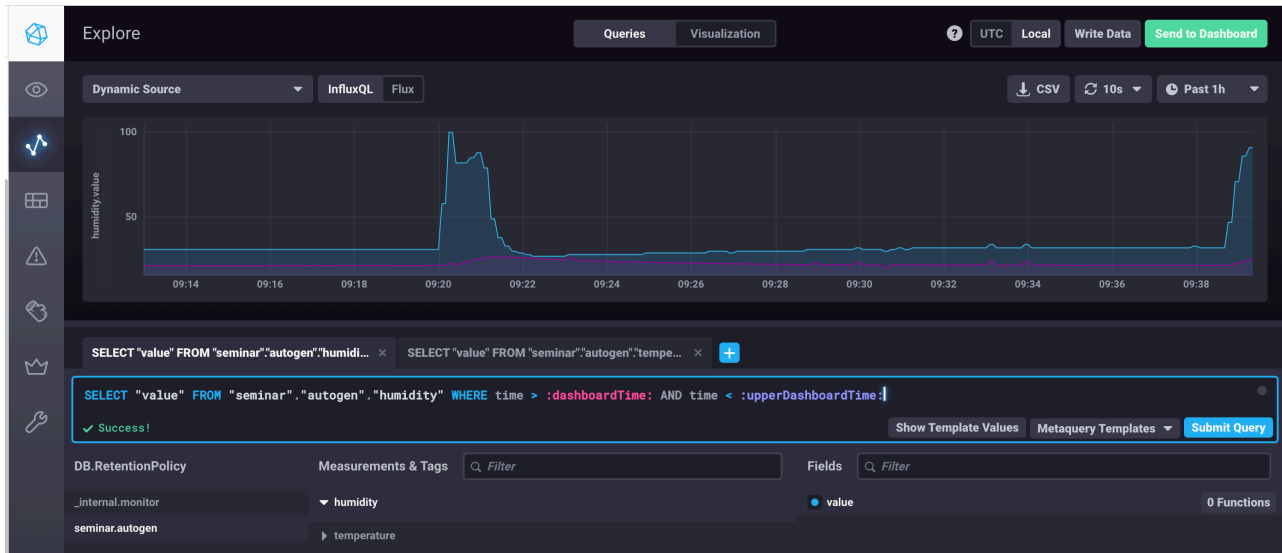 Explore
Queries
Visualization
?
UTC
Local
Write Data
Send to Dashboard
Dynamic Source
InfluxQL
Flux
CSV
10s
Past 1h
humidity.value
100
50
09:14
09:16
09:18
09:20
09:22
09:24
09:26
09:28
09:30
09:32
09:34
09:36
09:38
SELECT "value" FROM "seminar"."autogen"."humidi...
SELECT "value" FROM "seminar"."autogen"."tempe...
SELECT "value" FROM "seminar"."autogen"."humidity" WHERE time > :dashboardTime: AND time < :upperDashboardTime:
Success!
Show Template Values
Metaquery Templates
Submit Query
DB.RetentionPolicy
Measurements & Tags
Filter
Fields
Filter
_internal.monitor
humidity
value
0 Functions
seminar.autogen
temperature